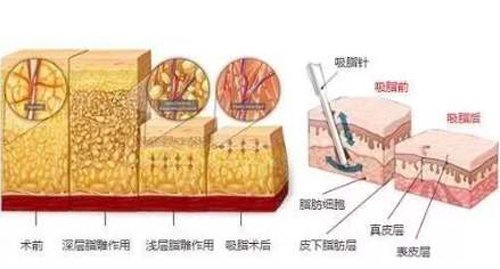 术前
深层脂雕作用
浅层脂雕作用
吸脂术后
吸脂针
吸脂前
吸脂后
脂肪细胞
皮下脂肪层
真皮层
表皮层